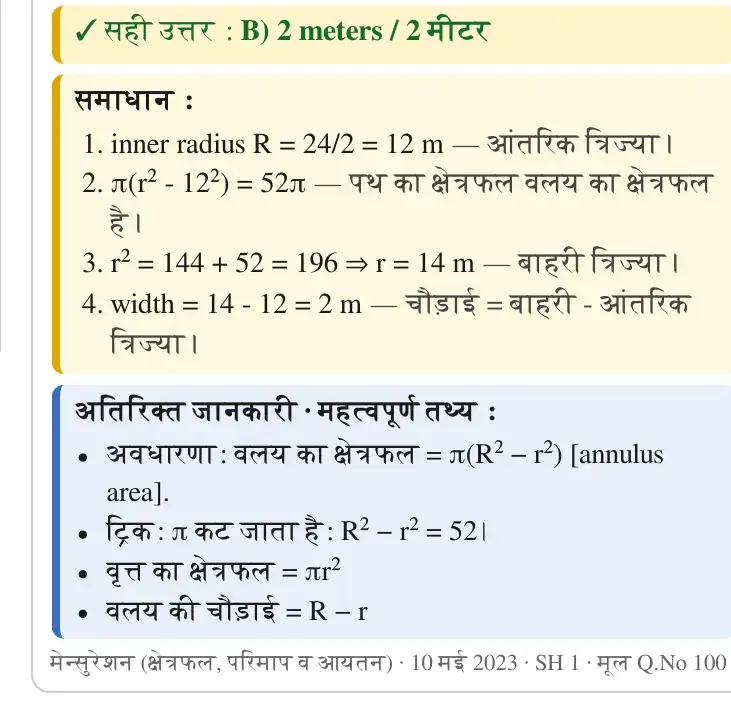 ✓ सही उत्तर : B) 2 meters / 2 मीटर
समाधान :
1. inner radius R = 24/2 = 12 m — आंतरिक त्रिज्या।
2. π(r² - 12²) = 52π — पथ का क्षेत्रफल वलय का क्षेत्रफल
है।
3. r² = 144 + 52 = 196 ⇒ r = 14 m — बाहरी त्रिज्या।
4. width = 14 - 12 = 2 m — चौड़ाई = बाहरी - आंतरिक
त्रिज्या।
अतिरिक्त जानकारी · महत्वपूर्ण तथ्य :
• अवधारणा : वलय का क्षेत्रफल = π(R² − r²) [annulus
area].
• ट्रिक : π कट जाता है : R² − r² = 52।
• वृत्त का क्षेत्रफल = πr²
• वलय की चौड़ाई = R − r
मेन्सुरेशन (क्षेत्रफल, परिमाप व आयतन) · 10 मई 2023 · SH 1 · मूल Q.No 100